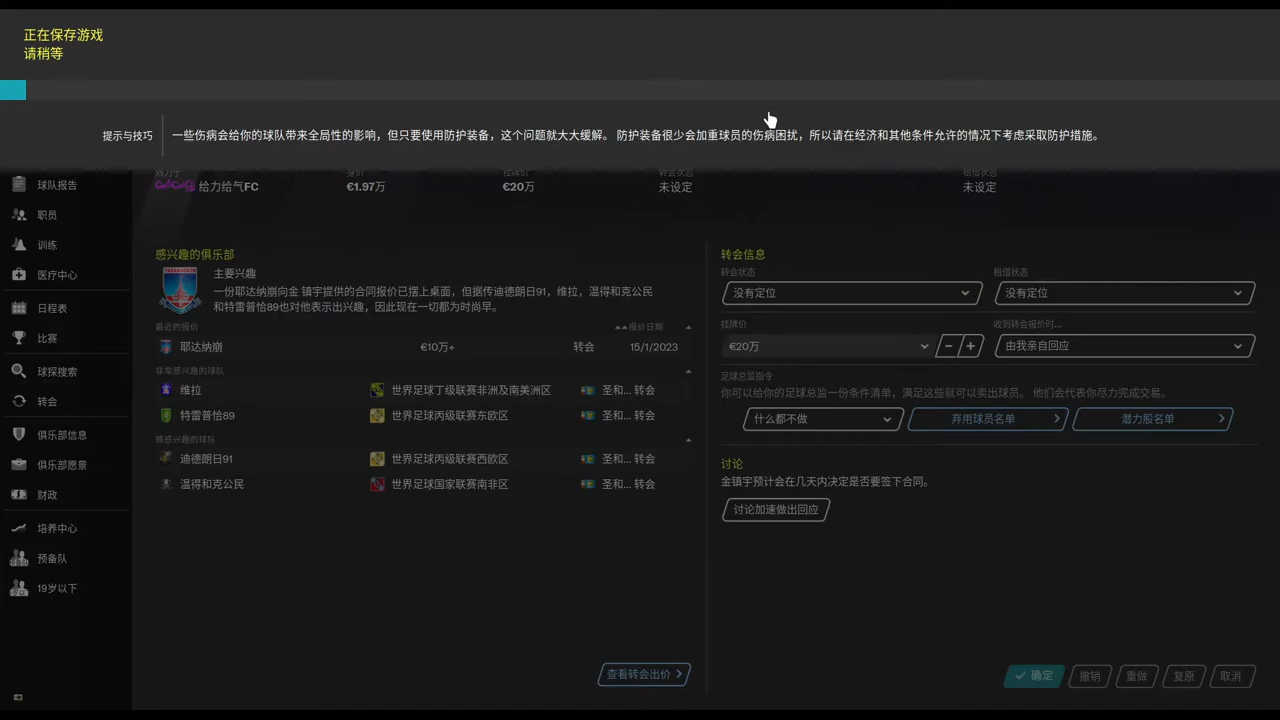 正在保存游戏
请稍等
提示与技巧
一些伤病会给你的球队带来全局性的影响，但只要使用防护装备，这个问题就大大缓解。 防护装备很少会加重球员的伤病困扰，所以请在经济和其他条件允许的情况下考虑采取防护措施。
效力于 身价 挂牌价 转会状态 租借状态
给力给气FC €1.97万 €20万 未设定 未设定
球队报告
职员
训练
医疗中心
日程表
比赛
球探搜索
转会
俱乐部信息
俱乐部愿景
财政
培养中心
预备队
19岁以下
感兴趣的俱乐部
主要兴趣
一份耶达纳崩向金 镇宇提供的合同报价已摆上桌面，但据传迪德朗日91，维拉，温得和克公民
和特雷普恰89也对他表示出兴趣，因此现在一切都为时尚早。
最近的报价 报价日期
耶达纳崩 €10万+ 转会 15/1/2023
非常感兴趣的球队
维拉 世界足球丁级联赛非洲及南美洲区 圣和... 转会
特雷普恰89 世界足球丙级联赛东欧区 圣和... 转会
略感兴趣的球队
迪德朗日91 世界足球丙级联赛西欧区 圣和... 转会
温得和克公民 世界足球国家联赛南非区 圣和... 转会
查看转会出价
转会信息
转会状态 租借状态
没有定位 没有定位
挂牌价 收到转会报价时...
€20万 由我亲自回应
足球总监指令
你可以给你的足球总监一份条件清单，满足这些就可以卖出球员。 他们会代表你尽力完成交易。
什么都不做 弃用球员名单 潜力股名单
讨论
金镇宇预计会在几天内决定是否要签下合同。
讨论加速做出回应
确定 撤销 重做 复原 取消